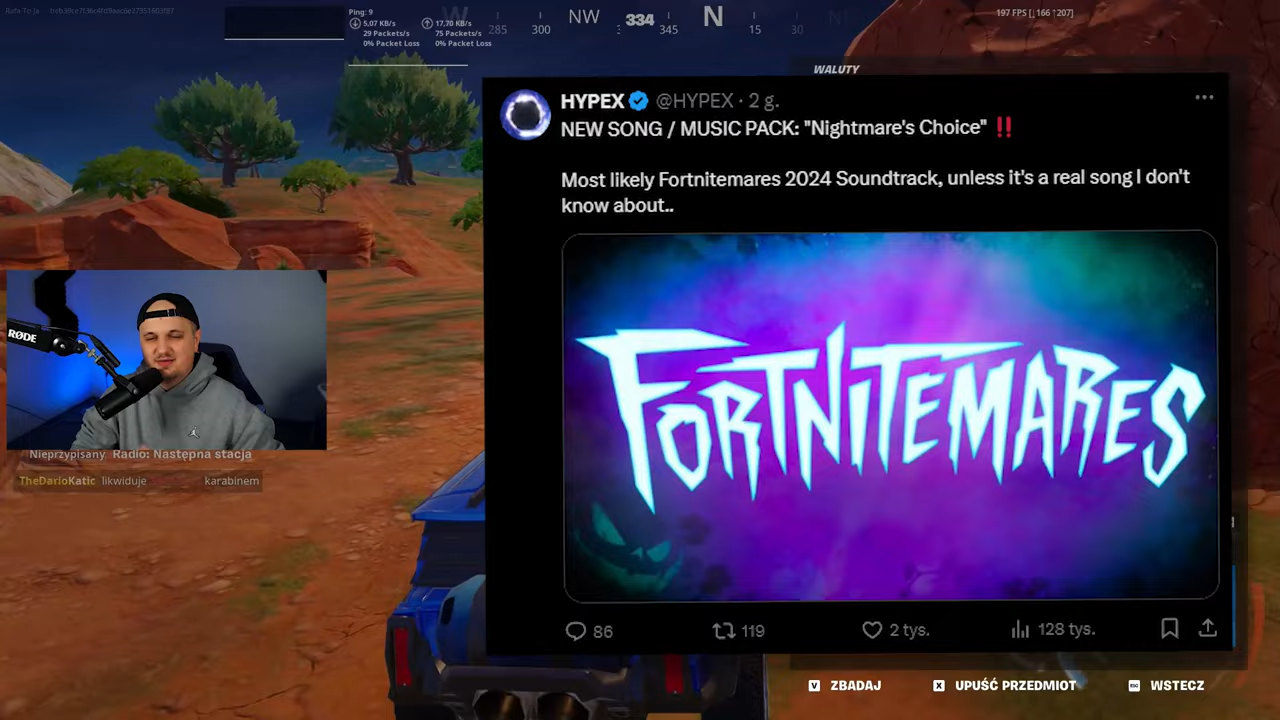 Ping: 9
5,07 KB/s
17,70 KB/s
29 Packets/s
75 Packets/s
0% Packet Loss
0% Packet Loss
W
285
300
NW
334
345
N
15
30
197 FPS [↓166 ↑207]
WALUTY
HYPEX @HYPEX · 2 g.
NEW SONG / MUSIC PACK: "Nightmare's Choice" ‼️
Most likely Fortnitemares 2024 Soundtrack, unless it's a real song I don't
know about..
FORTNITEMARES
86
119
2 tys.
128 tys.
RØDE
Nieprzypisany Radio: Następna stacja
TheDarioKatic likwiduje karabinem
V ZBADAJ
X UPUŚĆ PRZEDMIOT
ESC WSTECZ